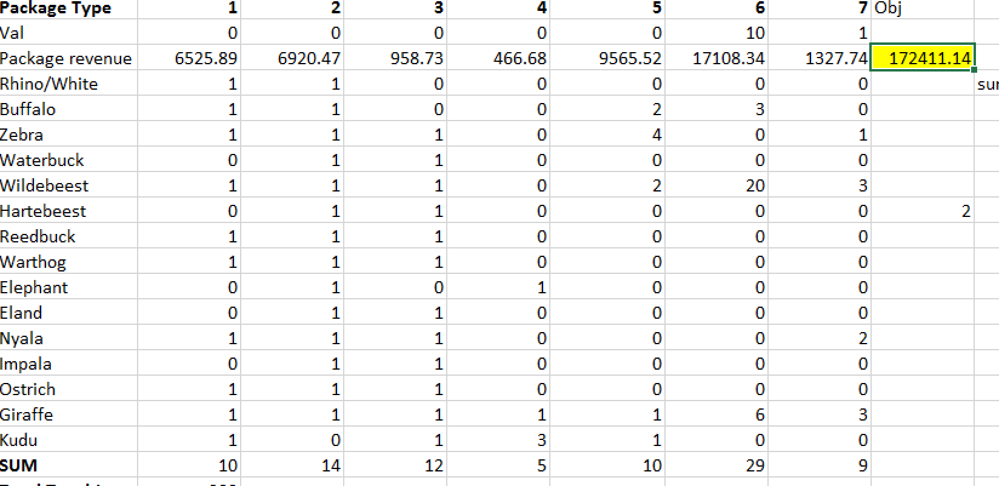 Package Type 1 2 3 4 5 6 7 Obj
Val 0 0 0 0 0 10 1
Package revenue 6525.89 6920.47 958.73 466.68 9565.52 17108.34 1327.74 172411.14
Rhino/White 1 1 0 0 0 0 0
Buffalo 1 1 0 0 2 3 0
Zebra 1 1 1 0 4 0 1
Waterbuck 0 1 1 0 0 0 0
Wildebeest 1 1 1 0 2 20 3
Hartebeest 0 1 1 0 0 0 0 2
Reedbuck 1 1 1 0 0 0 0
Warthog 1 1 1 0 0 0 0
Elephant 0 1 0 1 0 0 0
Eland 0 1 1 0 0 0 0
Nyala 1 1 1 0 0 0 2
Impala 0 1 1 0 0 0 0
Ostrich 1 1 1 0 0 0 0
Giraffe 1 1 1 1 1 6 3
Kudu 1 0 1 3 1 0 0
SUM 10 14 12 5 10 29 9